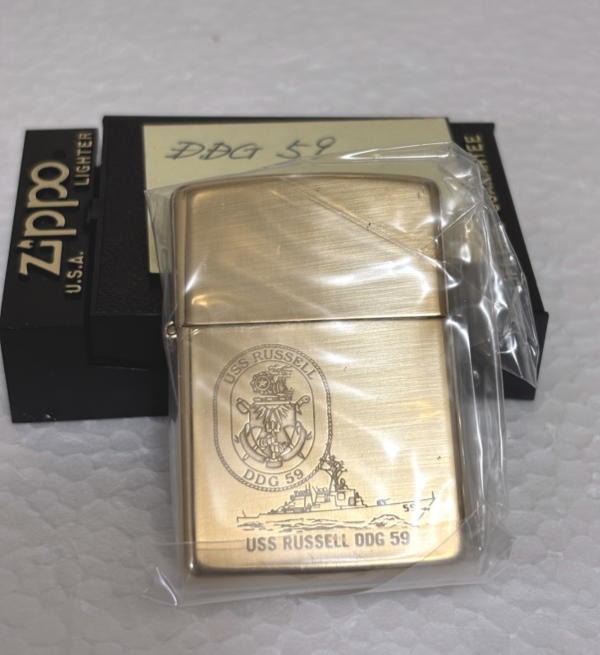 Zippo
LIGHTER
U.S.A.
DDG 59
USS RUSSELL
DDG 59
59
USS RUSSELL DDG 59